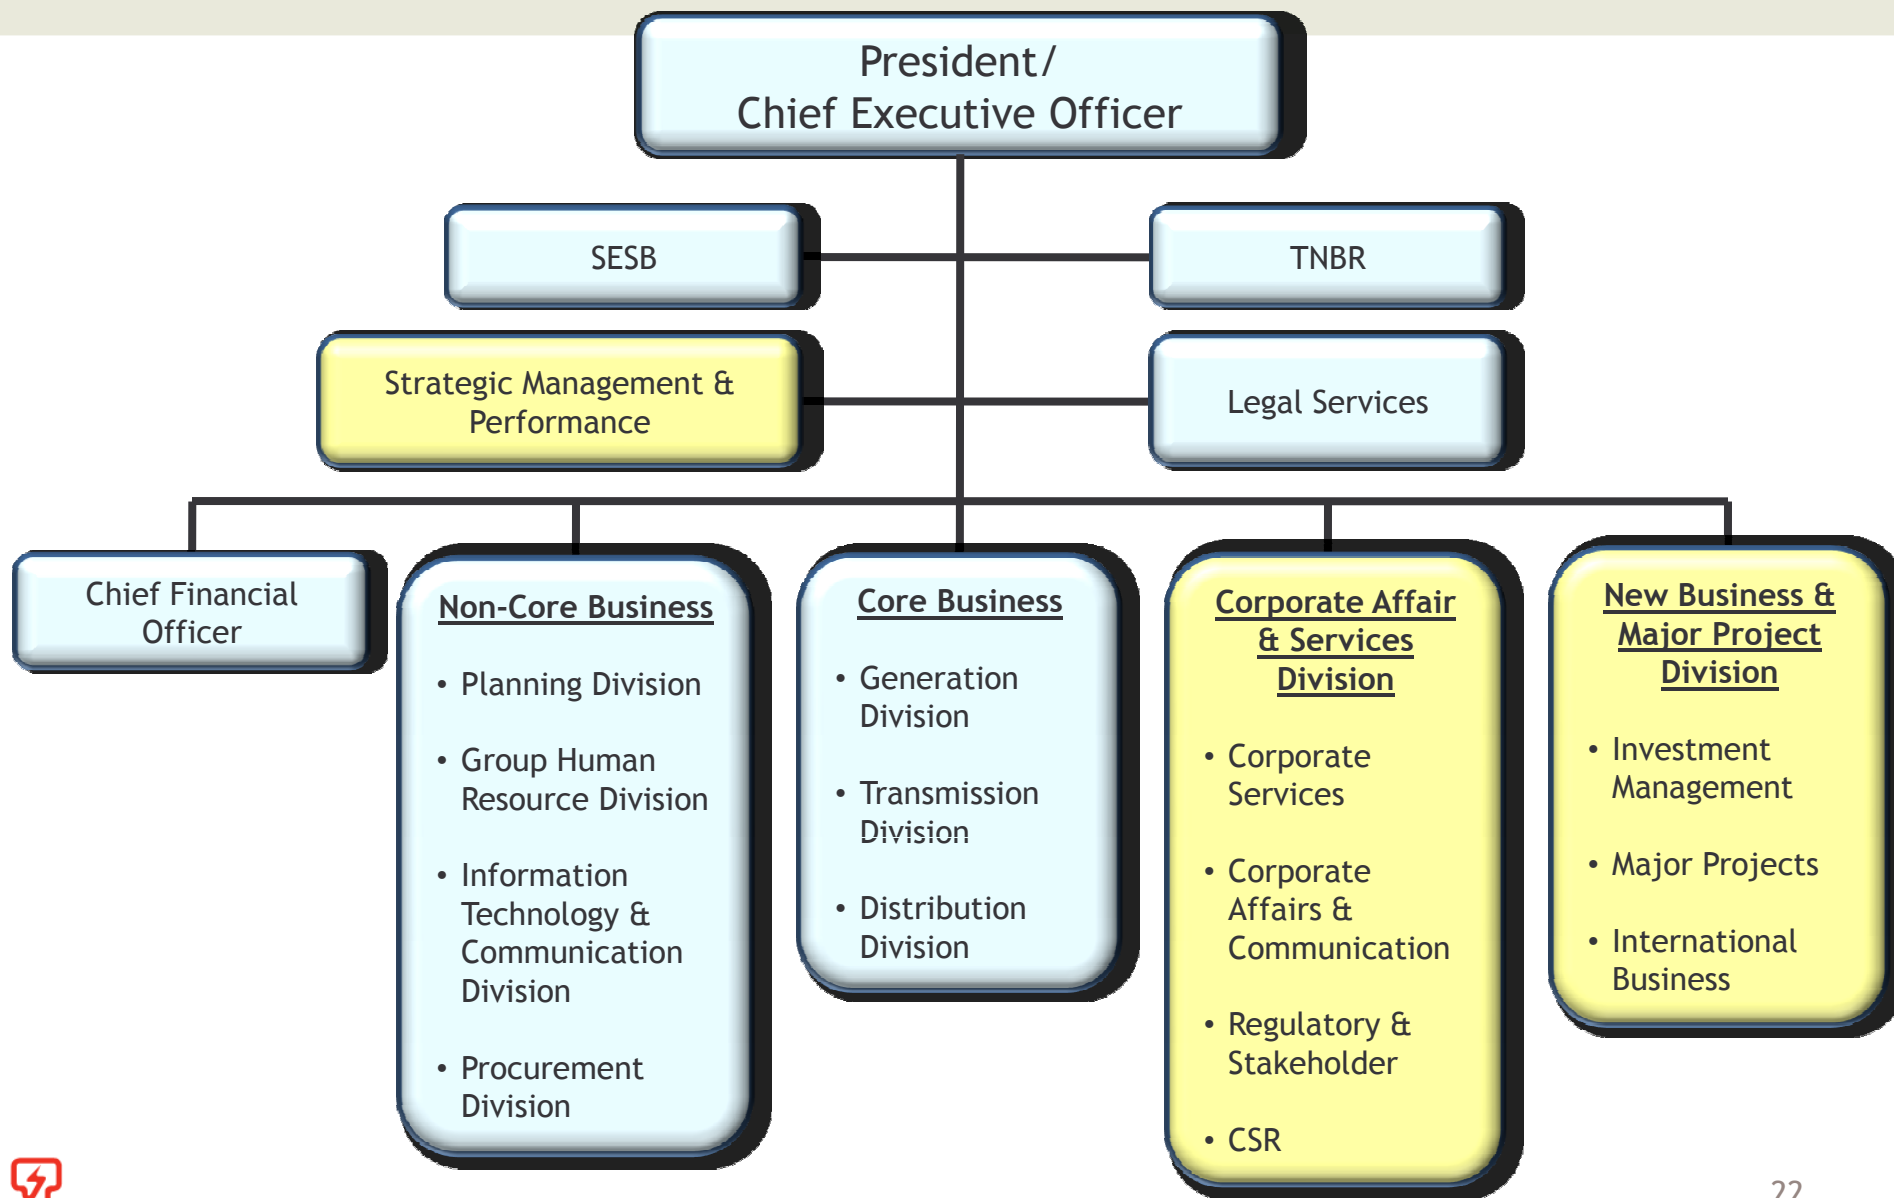 President/
Chief Executive Officer
SESB
TNBR
Strategic Management &
Performance
Legal Services
Chief Financial
Officer
Non-Core Business
• Planning Division
• Group Human
Resource Division
• Information
Technology &
Communication
Division
• Procurement
Division
Core Business
• Generation
Division
• Transmission
Division
• Distribution
Division
Corporate Affair
& Services
Division
• Corporate
Services
• Corporate
Affairs &
Communication
• Regulatory &
Stakeholder
• CSR
New Business &
Major Project
Division
• Investment
Management
• Major Projects
• International
Business
22